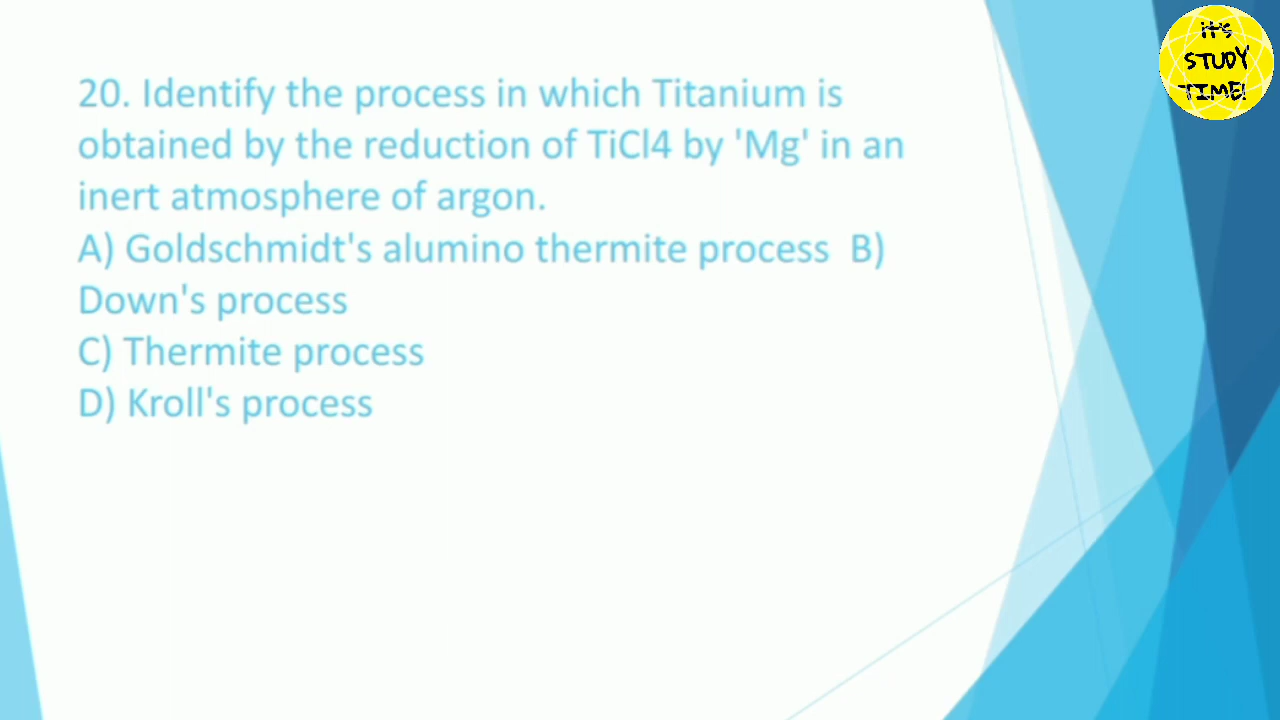 20. Identify the process in which Titanium is
obtained by the reduction of TiCl4 by 'Mg' in an
inert atmosphere of argon.
A) Goldschmidt's alumino thermite process  B)
Down's process
C) Thermite process
D) Kroll's process
iT's
STUDY
TIME!